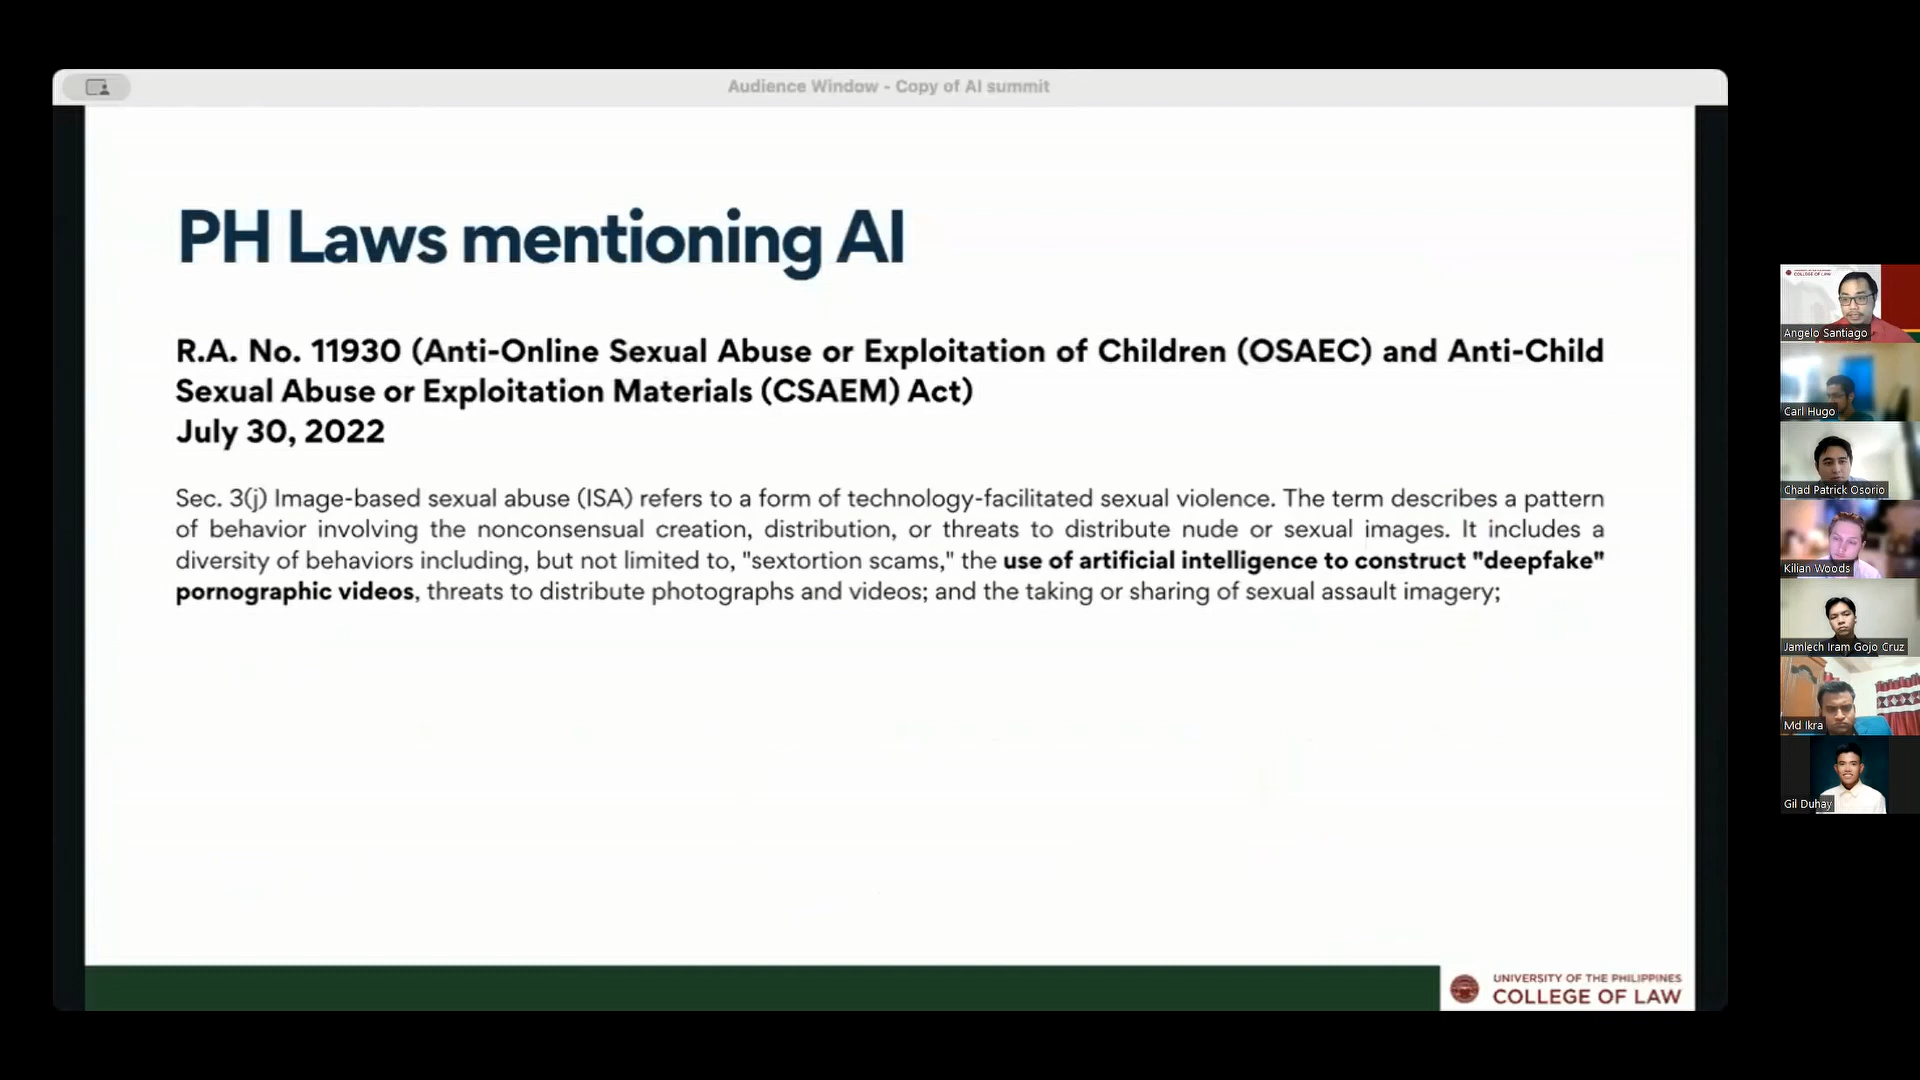 Audience Window - Copy of AI summit
PH Laws mentioning AI
R.A. No. 11930 (Anti-Online Sexual Abuse or Exploitation of Children (OSAEC) and Anti-Child
Sexual Abuse or Exploitation Materials (CSAEM) Act)
July 30, 2022
Sec. 3(j) Image-based sexual abuse (ISA) refers to a form of technology-facilitated sexual violence. The term describes a pattern
of behavior involving the nonconsensual creation, distribution, or threats to distribute nude or sexual images. It includes a
diversity of behaviors including, but not limited to, "sextortion scams," the use of artificial intelligence to construct "deepfake"
pornographic videos, threats to distribute photographs and videos; and the taking or sharing of sexual assault imagery;
UNIVERSITY OF THE PHILIPPINES
COLLEGE OF LAW
COLLEGE OF LAW
Angelo Santiago
Carl Hugo
Chad Patrick Osorio
Kilian Woods
Jamlech Iram Gojo Cruz
Md Ikra
Gil Duhay